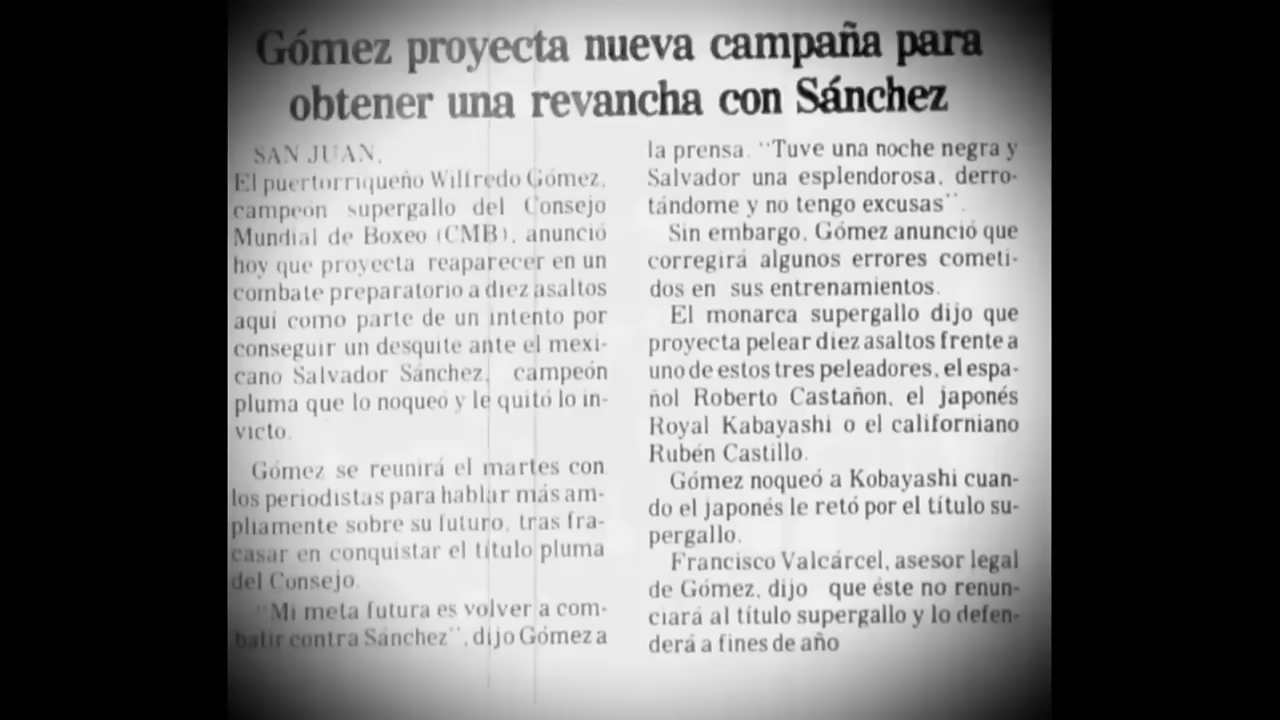 Gómez proyecta nueva campaña para
obtener una revancha con Sánchez
SAN JUAN,
El puertorriqueño Wilfredo Gómez,
campeón supergallo del Consejo
Mundial de Boxeo (CMB), anunció
hoy que proyecta reaparecer en un
combate preparatorio a diez asaltos
aquí como parte de un intento por
conseguir un desquite ante el mexi-
cano Salvador Sánchez, campeón
pluma que lo noqueó y le quitó lo in-
victo.
Gómez se reunirá el martes con
los periodistas para hablar más am-
pliamente sobre su futuro, tras fra-
casar en conquistar el título pluma
del Consejo.
"Mi meta futura es volver a com-
batir contra Sánchez", dijo Gómez a
la prensa. "Tuve una noche negra y
Salvador una esplendorosa, derro-
tándome y no tengo excusas".
Sin embargo, Gómez anunció que
corregirá algunos errores cometi-
dos en sus entrenamientos.
El monarca supergallo dijo que
proyecta pelear diez asaltos frente a
uno de estos tres peleadores, el espa-
ñol Roberto Castañon, el japonés
Royal Kabayashi o el californiano
Rubén Castillo.
Gómez noqueó a Kobayashi cuan-
do el japonés le retó por el título su-
pergallo.
Francisco Valcárcel, asesor legal
de Gómez, dijo que éste no renun-
ciará al título supergallo y lo defen-
derá a fines de año